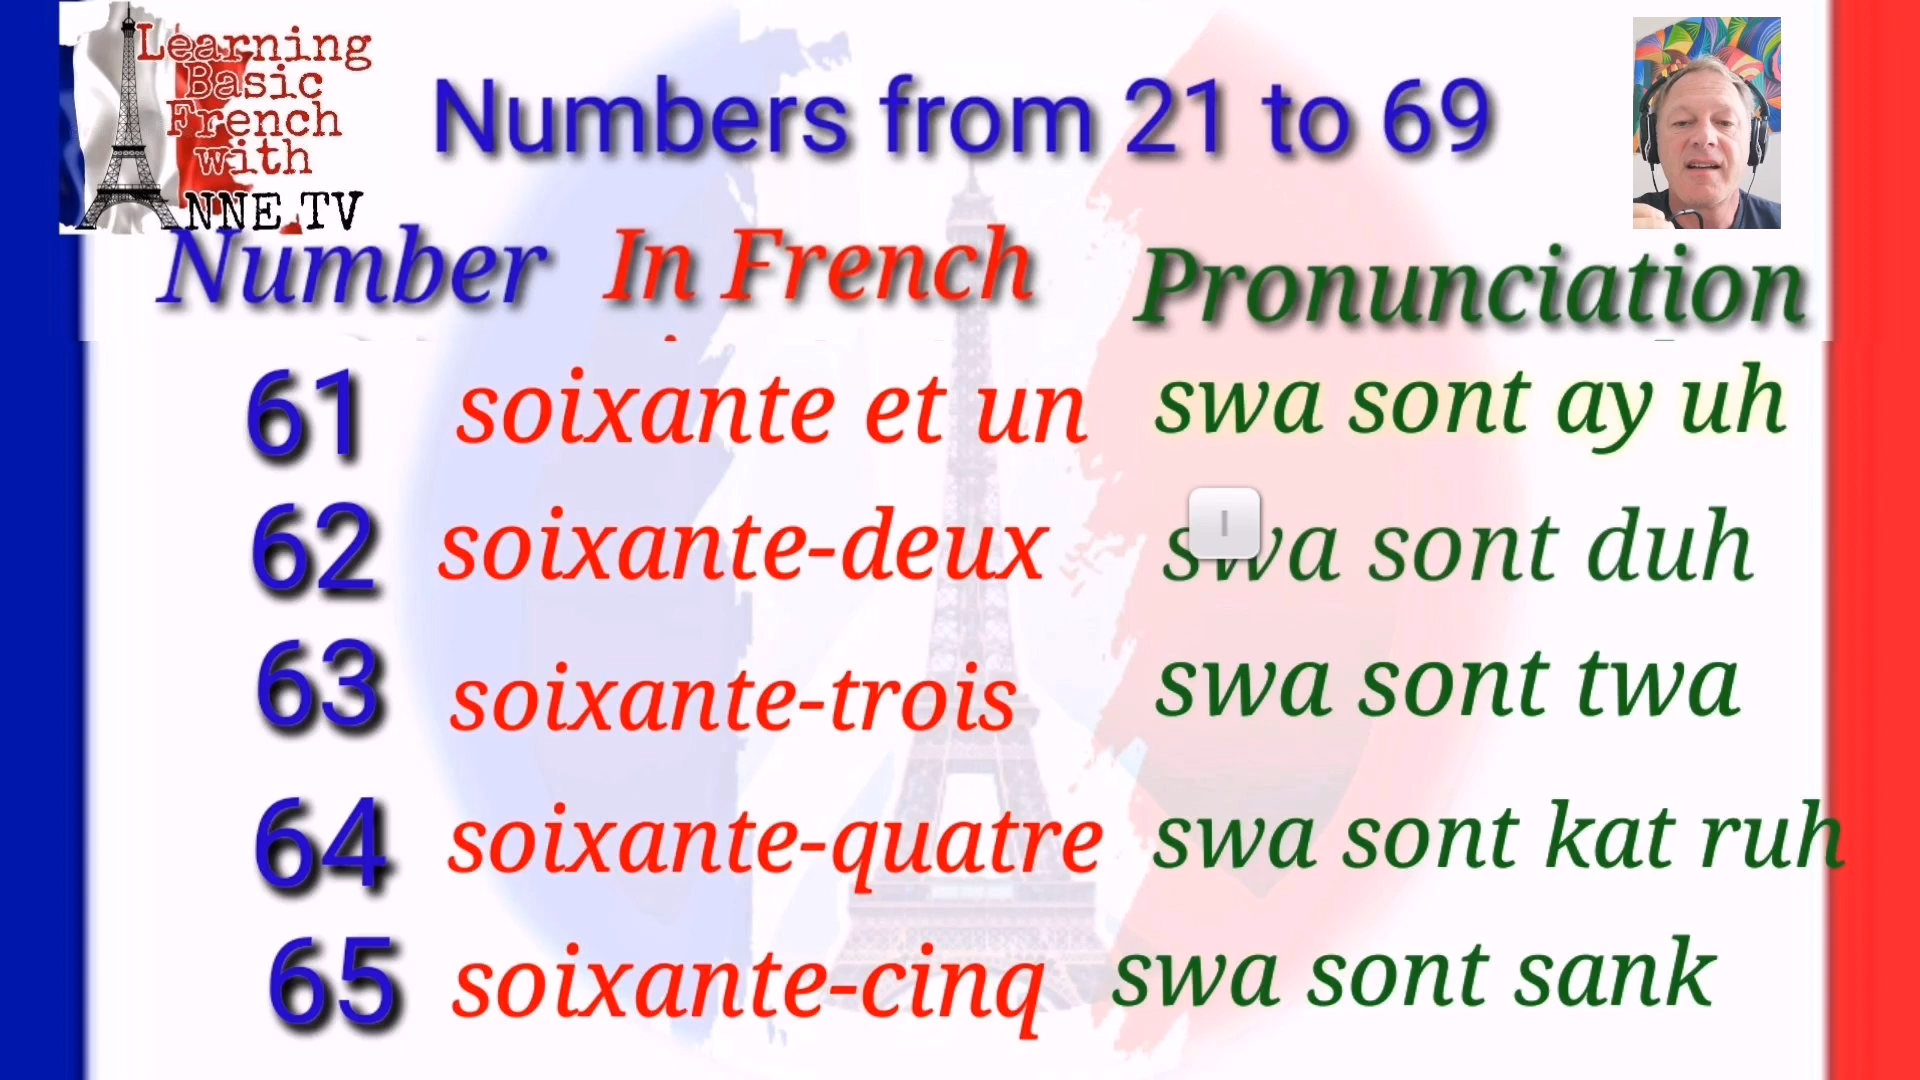 Learning
Basic
French
with
ANNE TV
Numbers from 21 to 69
Number In French Pronunciation
61 soixante et un swa sont ay uh
62 soixante-deux swa sont duh
63 soixante-trois swa sont twa
64 soixante-quatre swa sont kat ruh
65 soixante-cinq swa sont sank